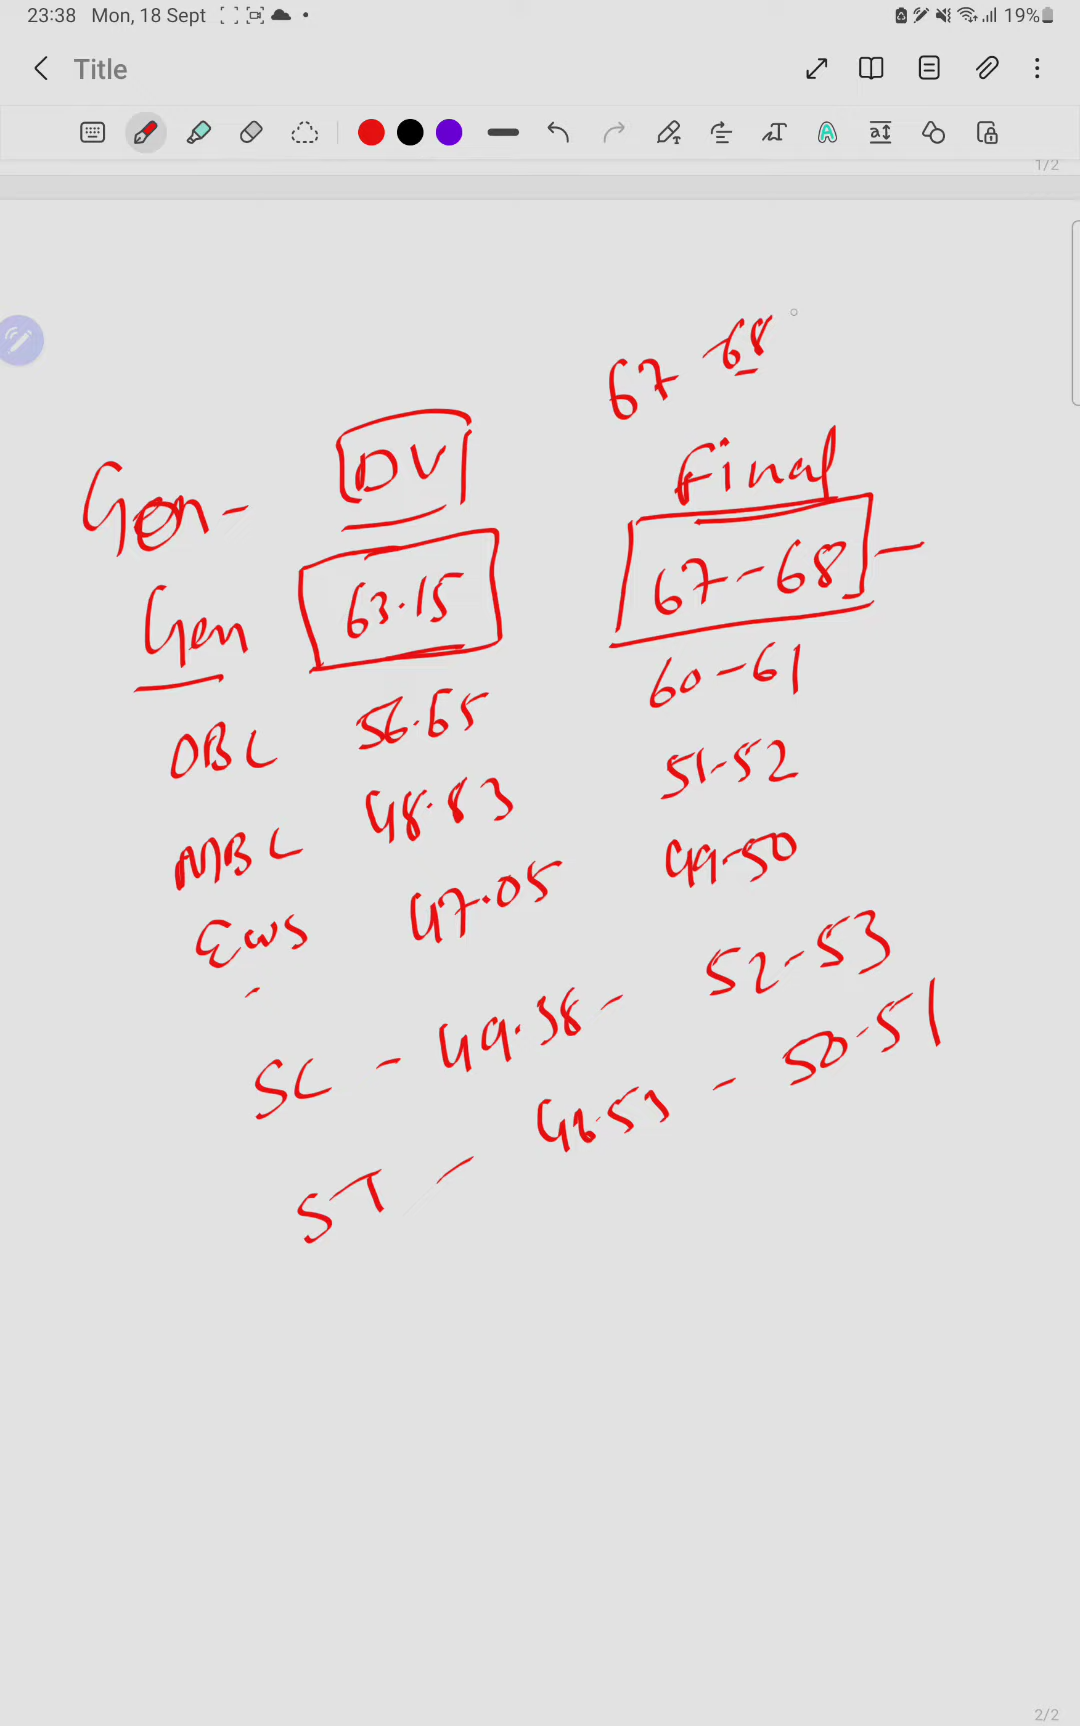 23:38 Mon, 18 Sept 19%
Title
1/2
67-68
Gen- DV Final
Gen 63.15 67-68-
OBC 56.65 60-61
MBC 48.83 51-52
EWS 47.05 49-50
SC - 49.38 - 52-53
ST - 46.53 - 50-51
2/2